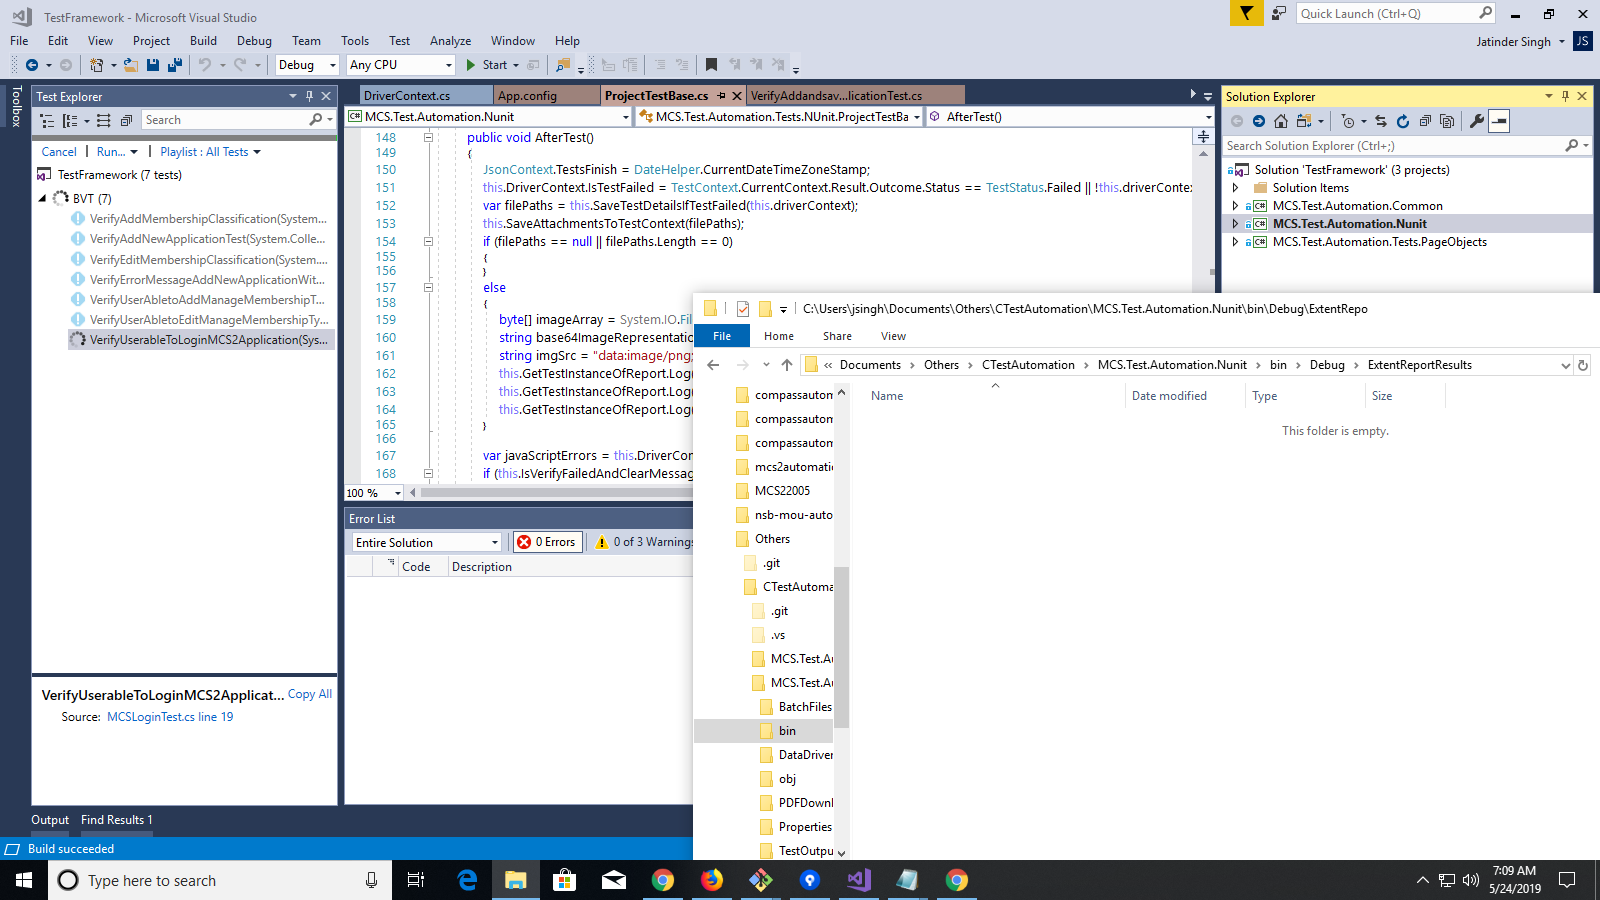 TestFramework - Microsoft Visual Studio
Quick Launch (Ctrl+Q)
File Edit View Project Build Debug Team Tools Test Analyze Window Help
Jatinder Singh JS
Debug Any CPU Start
Toolbox
Test Explorer
Search
Cancel | Run... | Playlist : All Tests
TestFramework (7 tests)
BVT (7)
VerifyAddMembershipClassification(System...
VerifyAddNewApplicationTest(System.Colle...
VerifyEditMembershipClassification(System....
VerifyErrorMessageAddNewApplicationWit...
VerifyUserAbletoAddManageMembershipT...
VerifyUserAbletoEditManageMembershipTy...
VerifyUserableToLoginMCS2Application(Sys...
VerifyUserableToLoginMCS2Applicat... Copy All
Source: MCSLoginTest.cs line 19
DriverContext.cs App.config ProjectTestBase.cs VerifyAddandsav...licationTest.cs
MCS.Test.Automation.Nunit MCS.Test.Automation.Tests.NUnit.ProjectTestBa AfterTest()
148 public void AfterTest()
149 {
150 JsonContext.TestsFinish = DateHelper.CurrentDateTimeZoneStamp;
151 this.DriverContext.IsTestFailed = TestContext.CurrentContext.Result.Outcome.Status == TestStatus.Failed || !this.driverConte
152 var filePaths = this.SaveTestDetailsIfTestFailed(this.driverContext);
153 this.SaveAttachmentsToTestContext(filePaths);
154 if (filePaths == null || filePaths.Length == 0)
155 {
156 }
157 else
158 {
159 byte[] imageArray = System.IO.Fil
160 string base64ImageRepresentatio
161 string imgSrc = "data:image/png;
162 this.GetTestInstanceOfReport.Log(
163 this.GetTestInstanceOfReport.Log(
164 this.GetTestInstanceOfReport.Log(
165 }
166
167 var javaScriptErrors = this.DriverCon
168 if (this.IsVerifyFailedAndClearMessag
100 %
Error List
Entire Solution 0 Errors 0 of 3 Warnings
Code Description
Solution Explorer
Search Solution Explorer (Ctrl+;)
Solution 'TestFramework' (3 projects)
Solution Items
C# MCS.Test.Automation.Common
C# MCS.Test.Automation.Nunit
C# MCS.Test.Automation.Tests.PageObjects
C:\Users\jsingh\Documents\Others\CTestAutomation\MCS.Test.Automation.Nunit\bin\Debug\ExtentRepo
File Home Share View
« Documents > Others > CTestAutomation > MCS.Test.Automation.Nunit > bin > Debug > ExtentReportResults
Name Date modified Type Size
This folder is empty.
compassautom
compassautom
compassautom
mcs2automatic
MCS22005
nsb-mou-auto
Others
.git
CTestAutoma
.git
.vs
MCS.Test.Au
MCS.Test.Au
BatchFiles
bin
DataDriver
obj
PDFDownl
Properties
TestOutpu
Output Find Results 1
Build succeeded
Type here to search
7:09 AM
5/24/2019